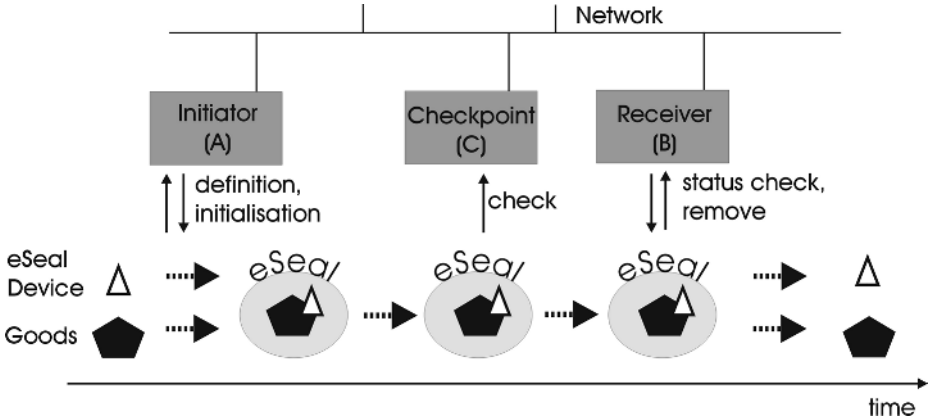 Network
Initiator
(A)
Checkpoint
(C)
Receiver
(B)
definition,
initialisation
check
status check,
remove
eSeal
Device
eSeal
eSeal
eSeal
Goods
time